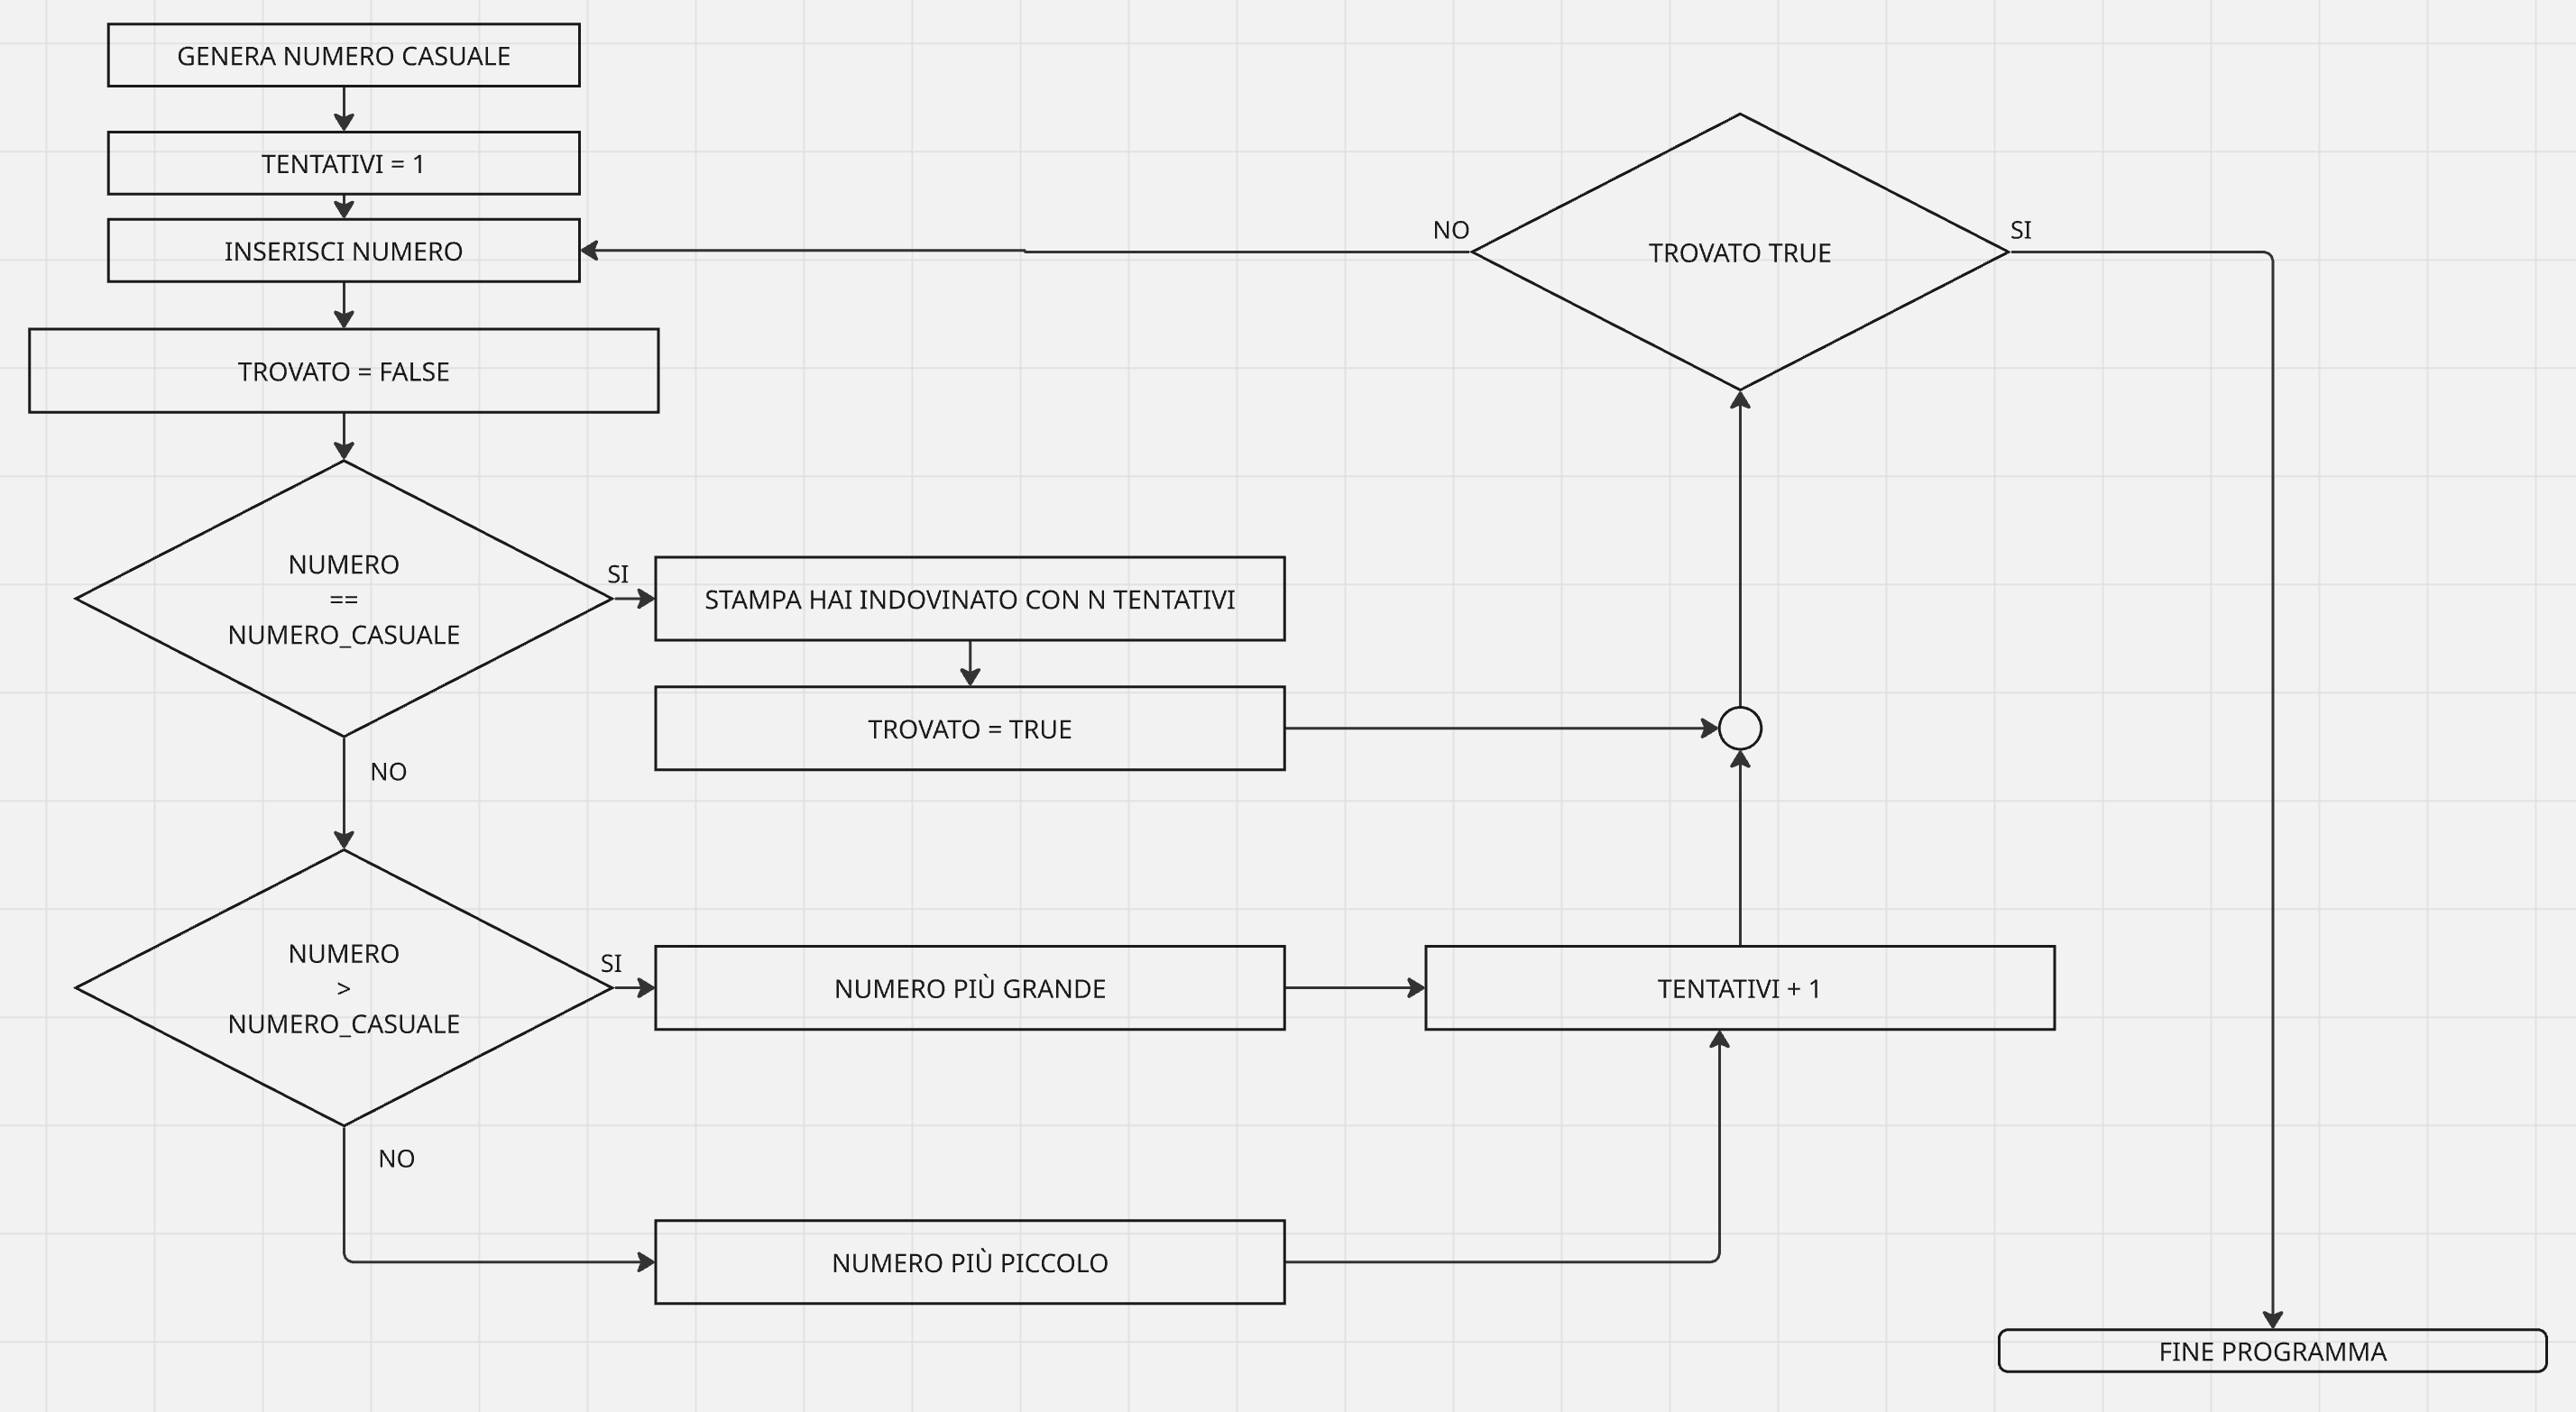 GENERA NUMERO CASUALE
TENTATIVI = 1
INSERISCI NUMERO
TROVATO = FALSE
NUMERO
==
NUMERO_CASUALE
SI
STAMPA HAI INDOVINATO CON N TENTATIVI
TROVATO = TRUE
NO
NUMERO
>
NUMERO_CASUALE
SI
NUMERO PIÙ GRANDE
TENTATIVI + 1
NO
NUMERO PIÙ PICCOLO
NO
TROVATO TRUE
SI
FINE PROGRAMMA